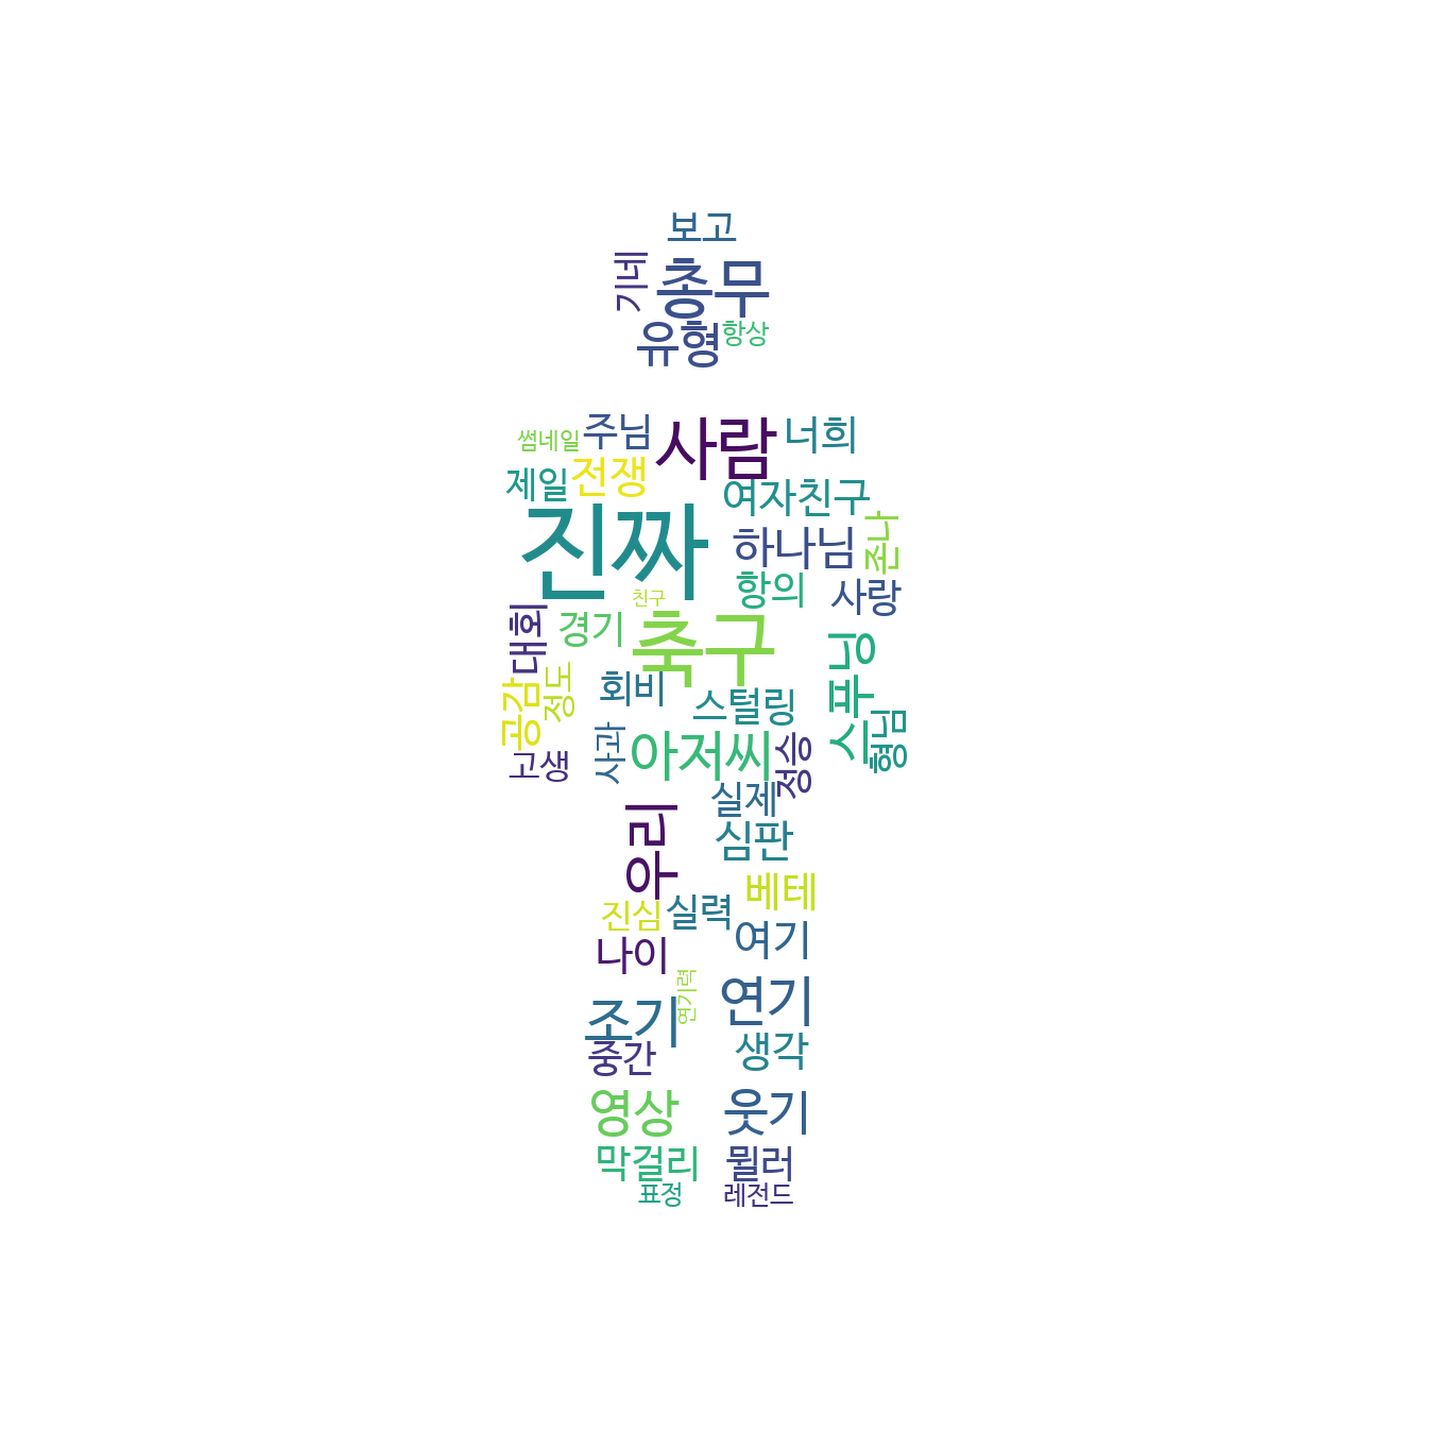 보고
기네
총무
유형
항상
썸네일
주님
사람
너희
제일
전쟁
여자친구
진짜
하나님
존나
친구
항의
사랑
대회
경기
축구
스푸닝
공감
정도
회비
스털링
형님
고생
사과
아저씨
정승
실제
우리
심판
베테
진심
실력
여기
나이
연기력
조기
연기
중간
생각
영상
웃기
막걸리
뮐러
표정
레전드